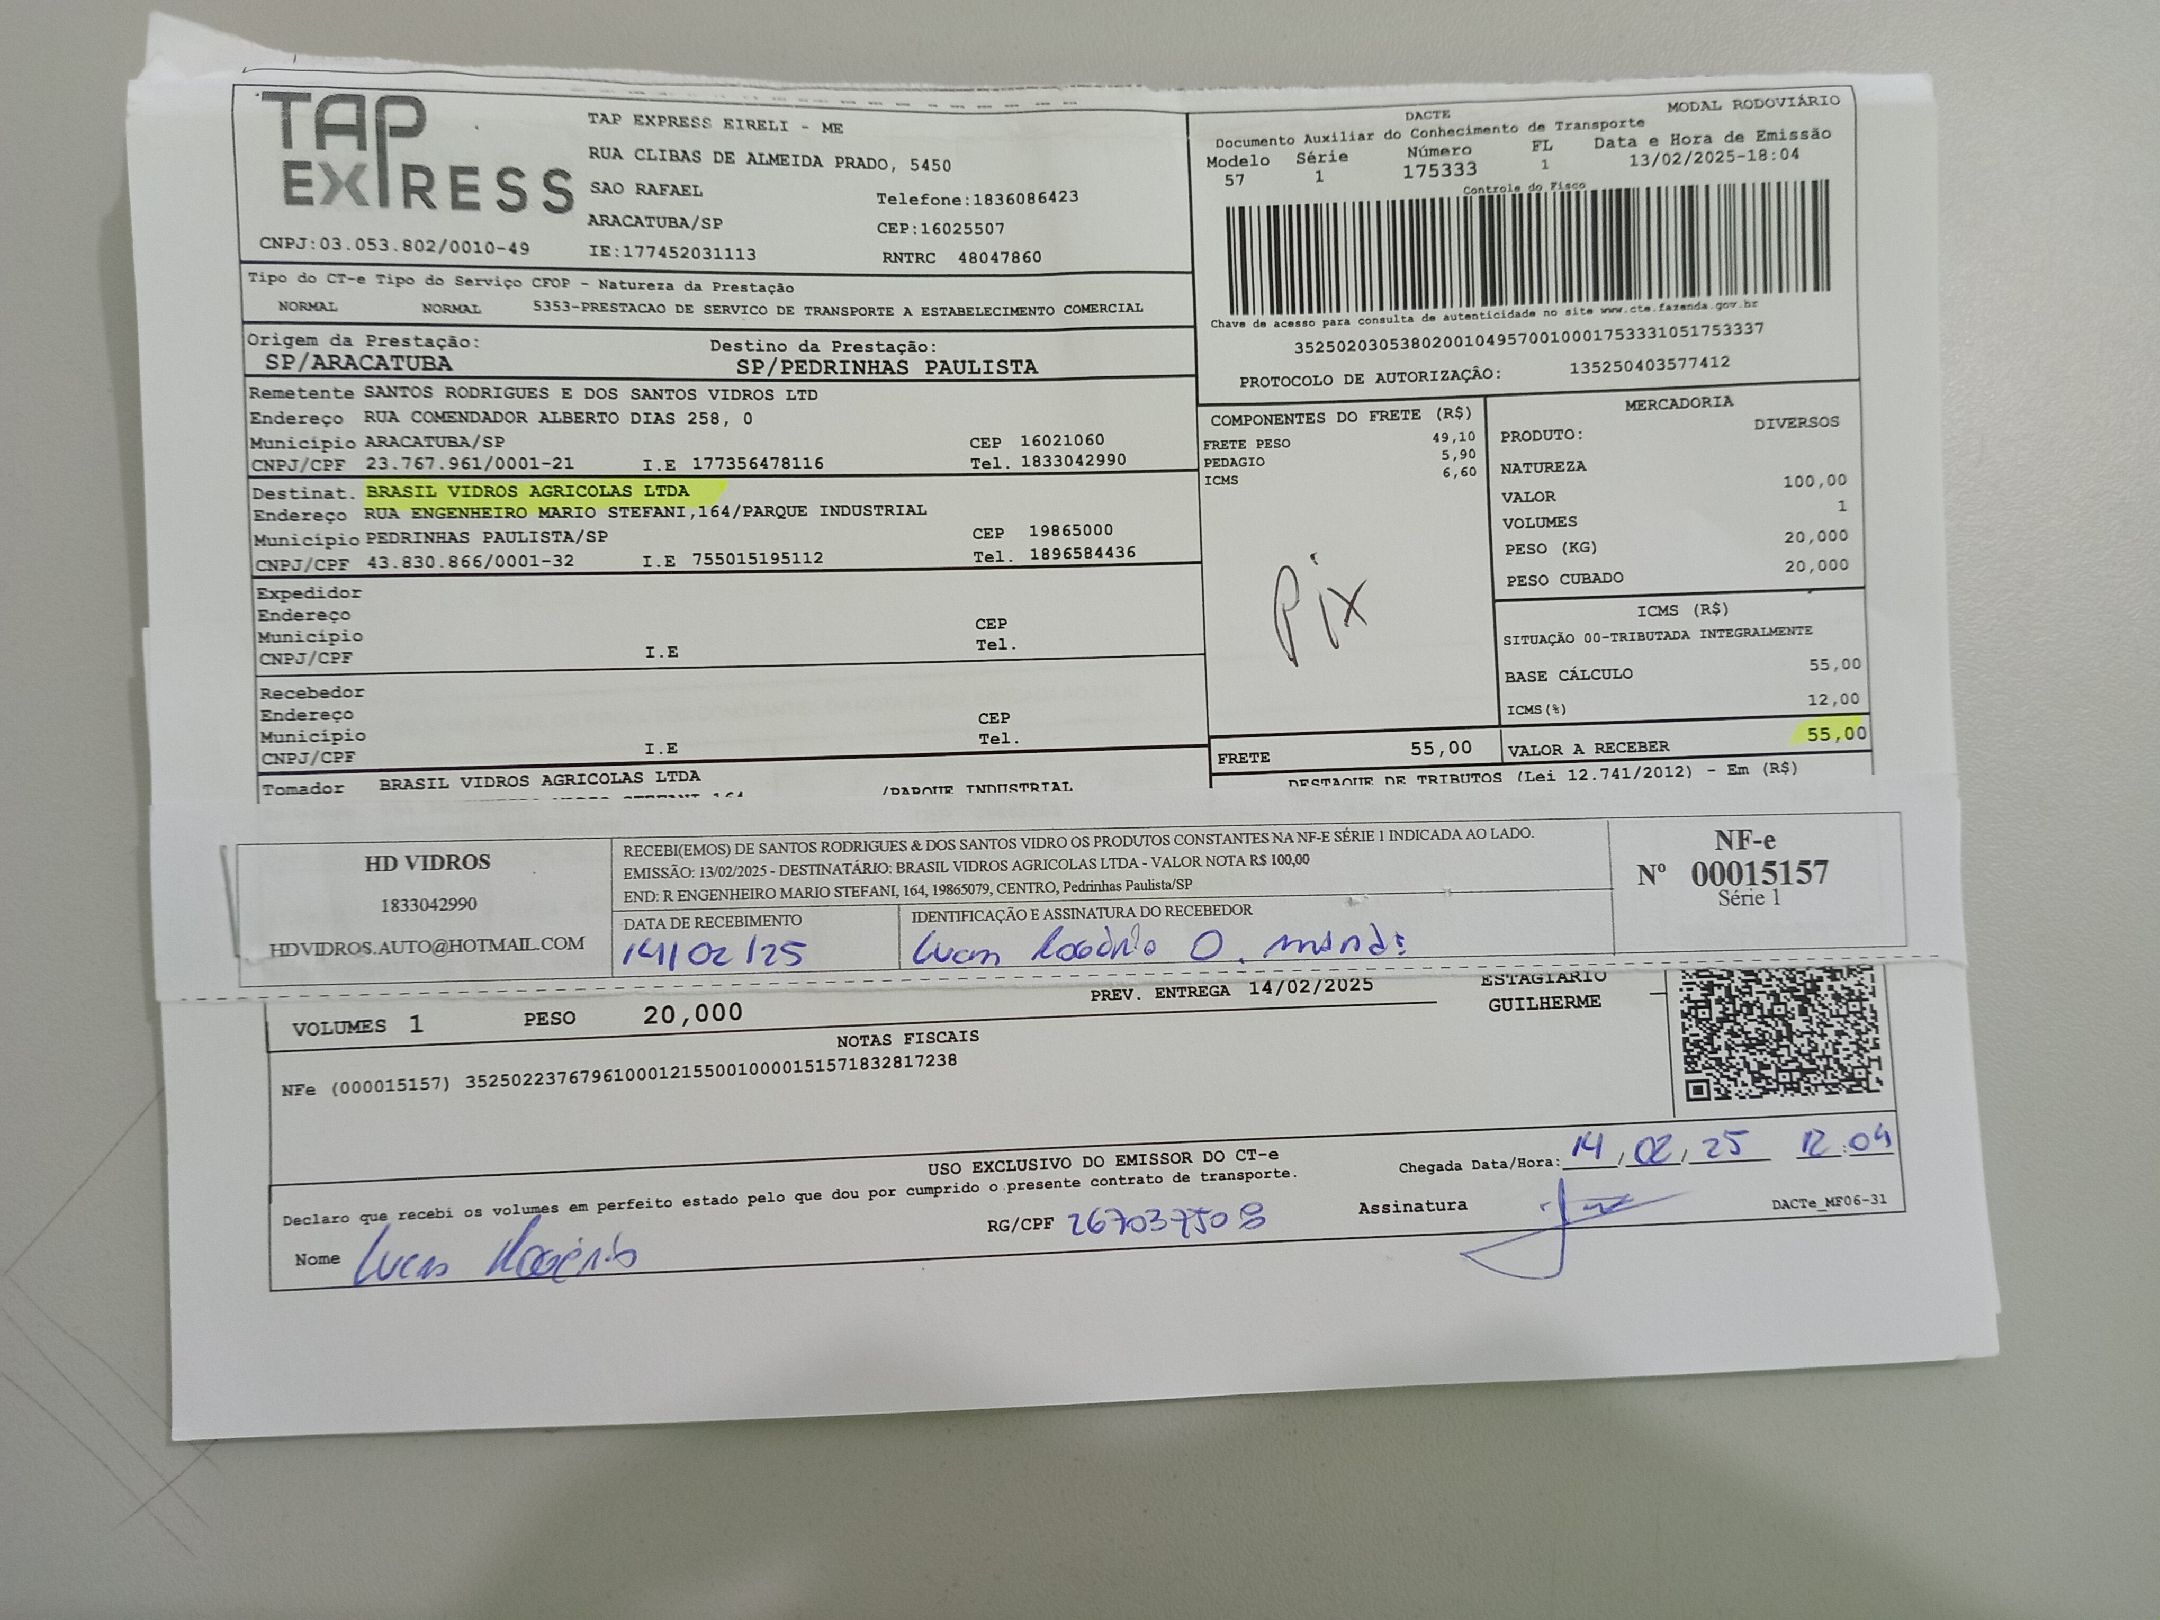 TAP
EXPRESS
TAP EXPRESS EIRELI - ME
RUA CLIBAS DE ALMEIDA PRADO, 5450
SAO RAFAEL Telefone:1836086423
ARACATUBA/SP CEP:16025507
CNPJ:03.053.802/0010-49 IE:177452031113 RNTRC 48047860
DACTE MODAL RODOVIÁRIO
Documento Auxiliar do Conhecimento de Transporte
Modelo Série Número FL Data e Hora de Emissão
57 1 175333 1 13/02/2025-18:04
Controle do Fisco
Chave de acesso para consulta de autenticidade no site www.cte.fazenda.gov.br
35250203053802001049570010001753331051753337
PROTOCOLO DE AUTORIZAÇÃO: 135250403577412
Tipo do CT-e Tipo do Serviço CFOP - Natureza da Prestação
NORMAL NORMAL 5353-PRESTACAO DE SERVICO DE TRANSPORTE A ESTABELECIMENTO COMERCIAL
Origem da Prestação: Destino da Prestação:
SP/ARACATUBA SP/PEDRINHAS PAULISTA
Remetente SANTOS RODRIGUES E DOS SANTOS VIDROS LTD
Endereço RUA COMENDADOR ALBERTO DIAS 258, 0
Município ARACATUBA/SP CEP 16021060
CNPJ/CPF 23.767.961/0001-21 I.E 177356478116 Tel. 1833042990
Destinat. BRASIL VIDROS AGRICOLAS LTDA
Endereço RUA ENGENHEIRO MARIO STEFANI,164/PARQUE INDUSTRIAL
Município PEDRINHAS PAULISTA/SP CEP 19865000
CNPJ/CPF 43.830.866/0001-32 I.E 755015195112 Tel. 1896584436
Expedidor
Endereço
Município CEP
CNPJ/CPF I.E Tel.
Recebedor
Endereço
Município CEP
CNPJ/CPF I.E Tel.
Tomador BRASIL VIDROS AGRICOLAS LTDA
/PARQUE INDUSTRIAL
COMPONENTES DO FRETE (R$)
FRETE PESO 49,10
PEDAGIO 5,90
ICMS 6,60
Pix
FRETE 55,00
MERCADORIA
PRODUTO: DIVERSOS
NATUREZA
VALOR 100,00
VOLUMES 1
PESO (KG) 20,000
PESO CUBADO 20,000
ICMS (R$)
SITUAÇÃO 00-TRIBUTADA INTEGRALMENTE
BASE CÁLCULO 55,00
ICMS(%) 12,00
VALOR A RECEBER 55,00
DESTAQUE DE TRIBUTOS (Lei 12.741/2012) - Em (R$)
HD VIDROS
1833042990
HDVIDROS.AUTO@HOTMAIL.COM
RECEBI(EMOS) DE SANTOS RODRIGUES & DOS SANTOS VIDRO OS PRODUTOS CONSTANTES NA NF-E SÉRIE 1 INDICADA AO LADO.
EMISSÃO: 13/02/2025 - DESTINATÁRIO: BRASIL VIDROS AGRICOLAS LTDA - VALOR NOTA R$ 100,00
END: R ENGENHEIRO MARIO STEFANI, 164, 19865079, CENTRO, Pedrinhas Paulista/SP
DATA DE RECEBIMENTO
14/02/25
IDENTIFICAÇÃO E ASSINATURA DO RECEBEDOR
Lucas Rogério O.
NF-e
Nº 00015157
Série 1
VOLUMES 1 PESO 20,000 PREV. ENTREGA 14/02/2025
ESTAGIARIO
GUILHERME
NOTAS FISCAIS
NFe (000015157) 35250223767961000121550010000151571832817238
USO EXCLUSIVO DO EMISSOR DO CT-e
Declaro que recebi os volumes em perfeito estado pelo que dou por cumprido o presente contrato de transporte.
Chegada Data/Hora: 14/02/25 12:04
Nome Lucas Rogério RG/CPF Assinatura
DACTe_MF06-31